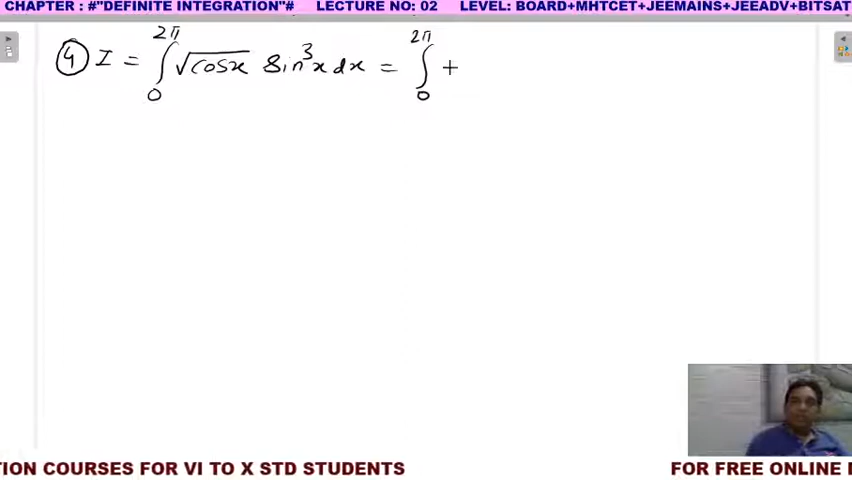 CHAPTER : #"DEFINITE INTEGRATION"# LECTURE NO: 02 LEVEL: BOARD+MHTCET+JEEMAINS+JEEADV+BITSAT
④ I = ∫₀^{2π} √cosx Sin³x dx = ∫₀^{2π} +
ION COURSES FOR VI TO X STD STUDENTS FOR FREE ONLINE